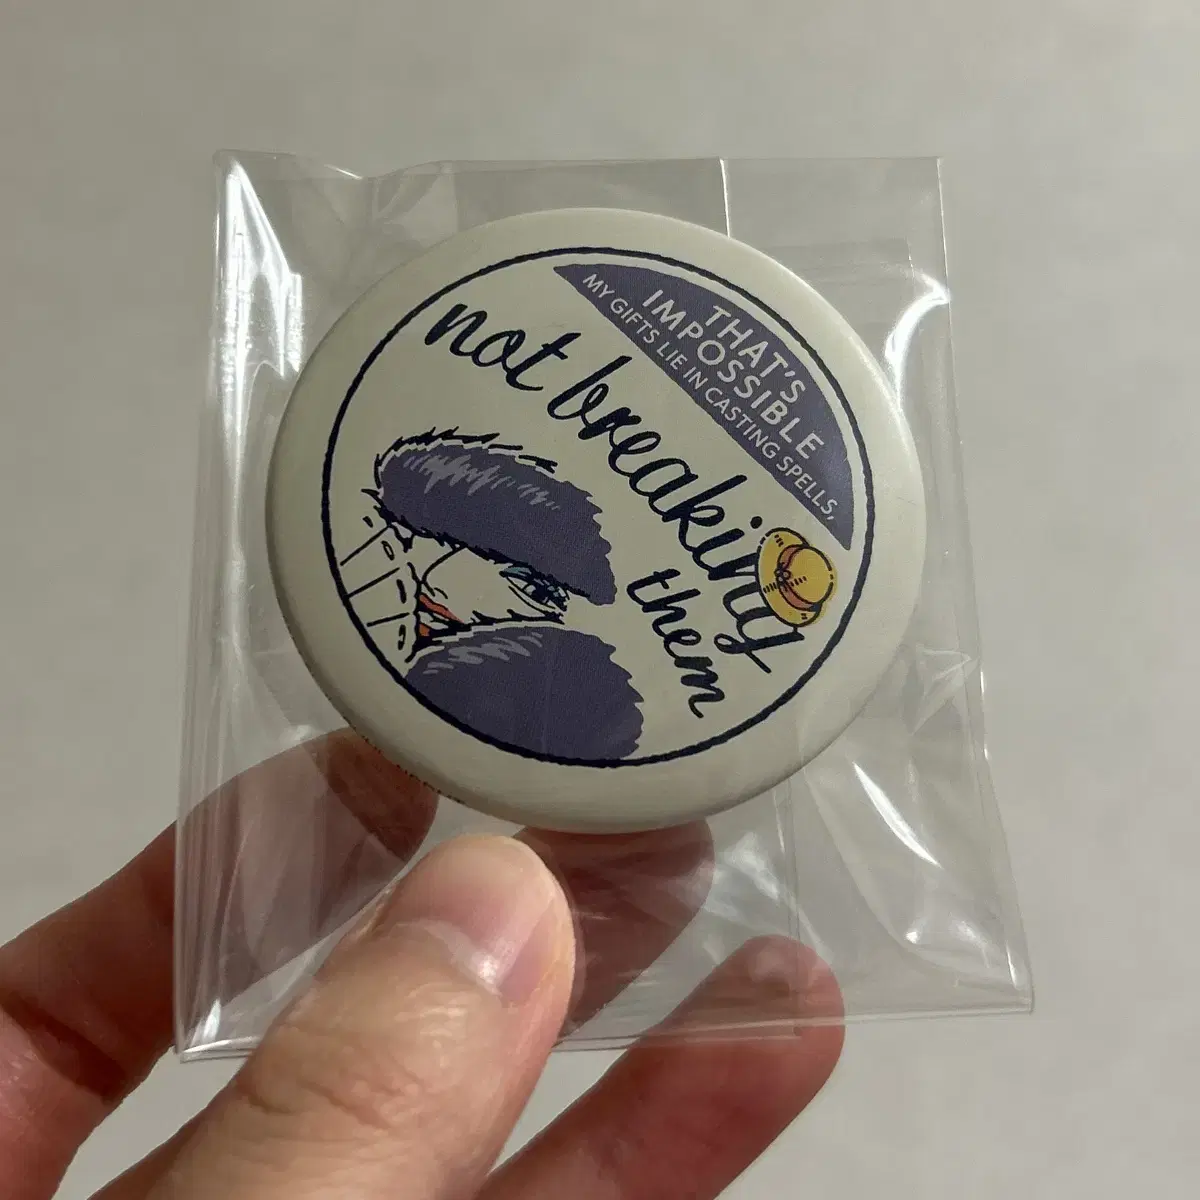 THAT'S
IMPOSSIBLE
MY GIFTS LIE IN CASTING SPELLS,
not breaking
them